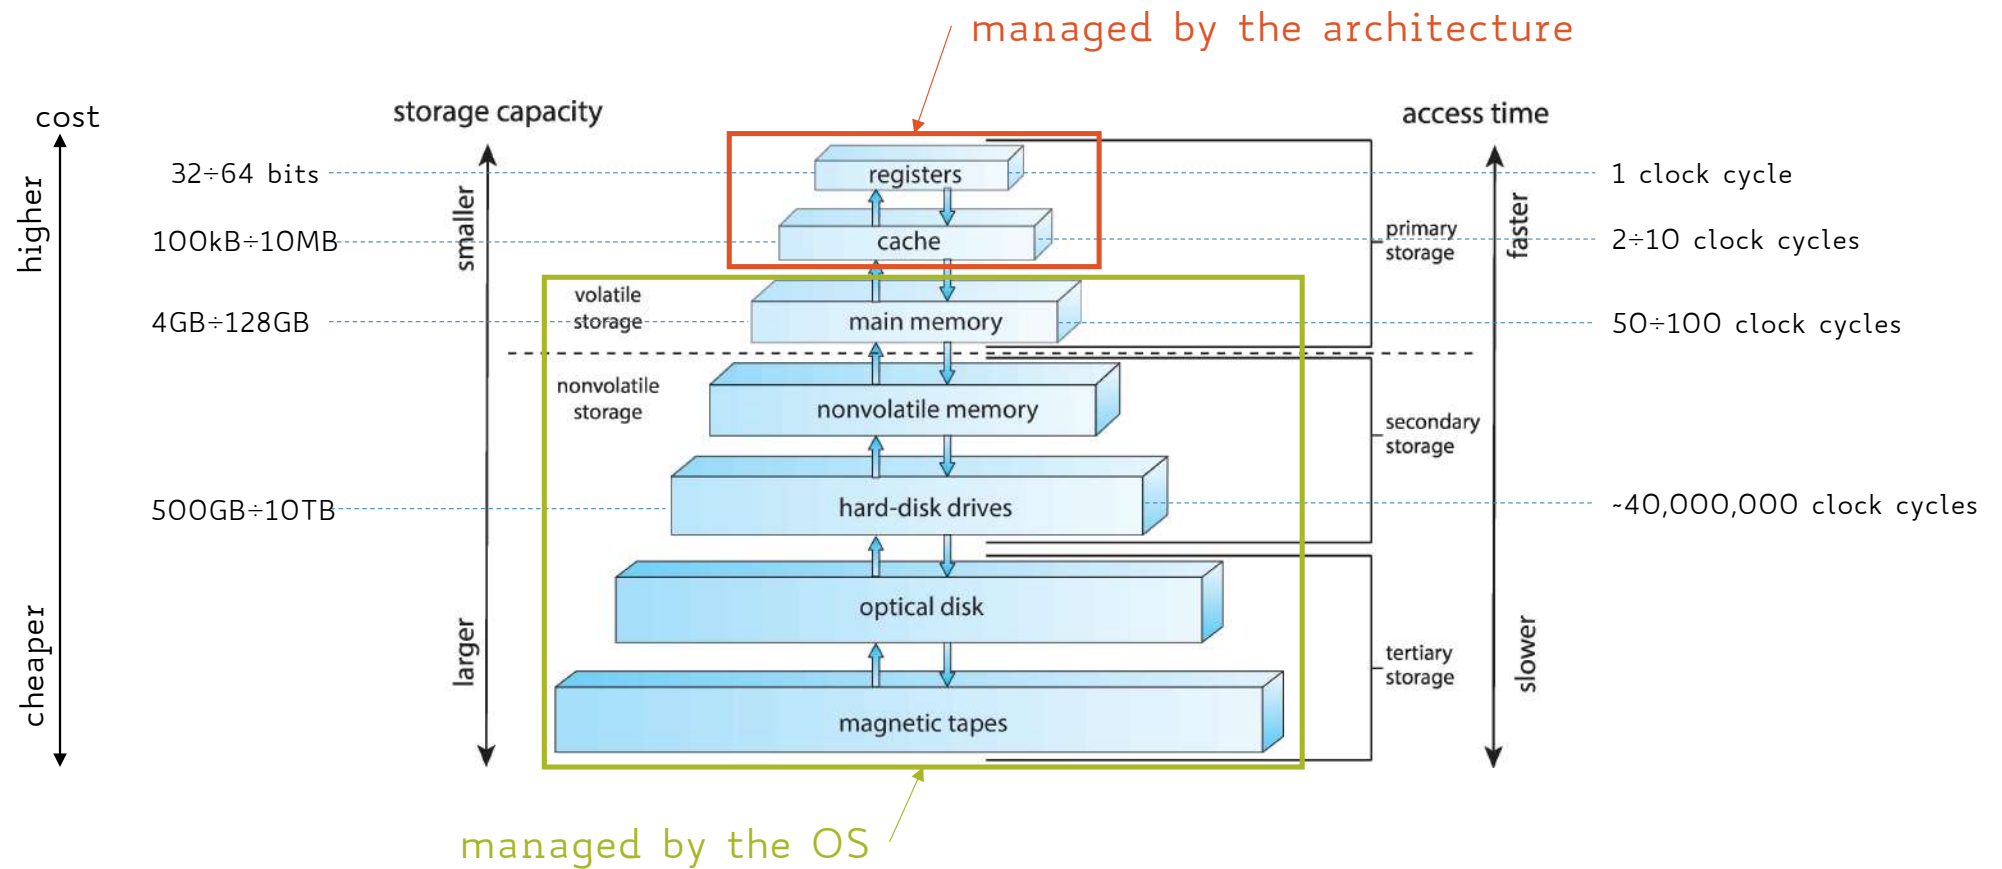 managed by the architecture
cost
storage capacity
access time
higher
cheaper
smaller
larger
32÷64 bits
100kB÷10MB
4GB÷128GB
500GB÷10TB
registers
cache
volatile
storage
main memory
nonvolatile
storage
nonvolatile memory
hard-disk drives
optical disk
magnetic tapes
primary
storage
secondary
storage
tertiary
storage
faster
slower
1 clock cycle
2÷10 clock cycles
50÷100 clock cycles
~40,000,000 clock cycles
managed by the OS